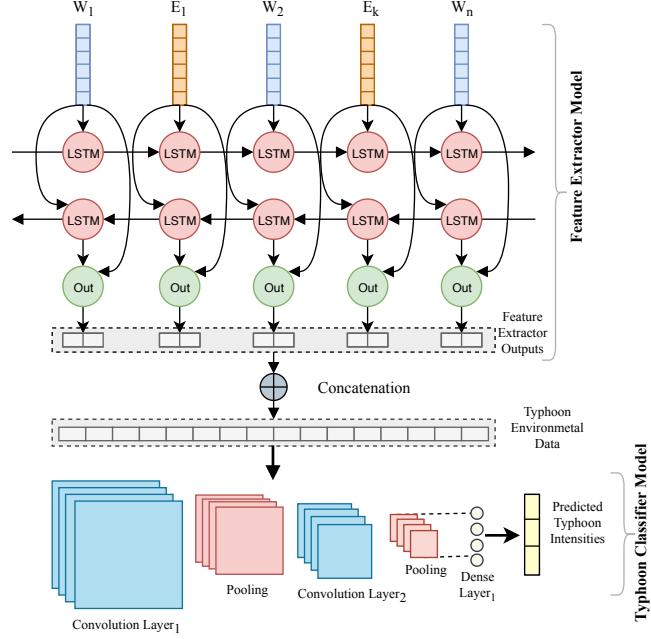 W1 E1 W2 Ek Wn
LSTM LSTM LSTM LSTM LSTM
LSTM LSTM LSTM LSTM LSTM
Out Out Out Out Out
Feature Extractor Model
Feature
Extractor
Outputs
Concatenation
Typhoon
Environmetal
Data
Predicted
Typhoon
Intensities
Typhoon Classifier Model
Pooling
Pooling
Convolution Layer2
Dense
Layer1
Convolution Layer1